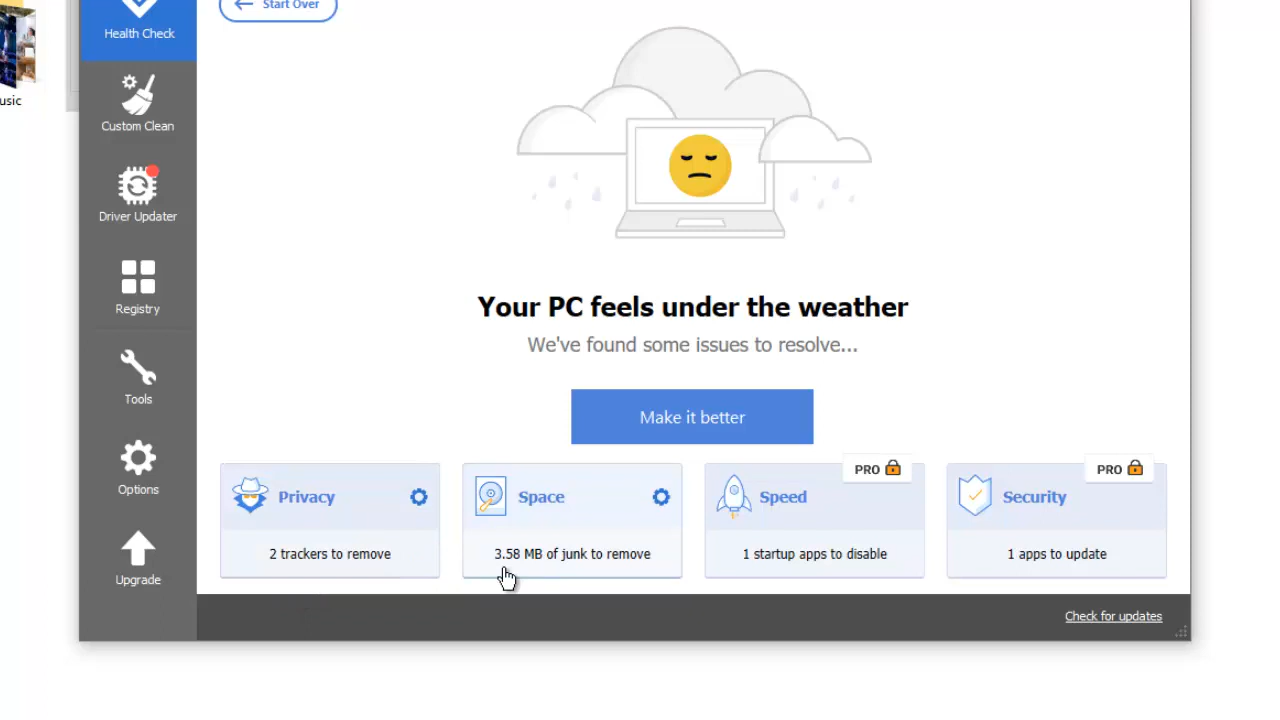 Start Over
Health Check
usic
Custom Clean
Driver Updater
Registry
Your PC feels under the weather
We've found some issues to resolve...
Tools
Make it better
Options
PRO
PRO
Privacy
Space
Speed
Security
2 trackers to remove
3.58 MB of junk to remove
1 startup apps to disable
1 apps to update
Upgrade
Check for updates